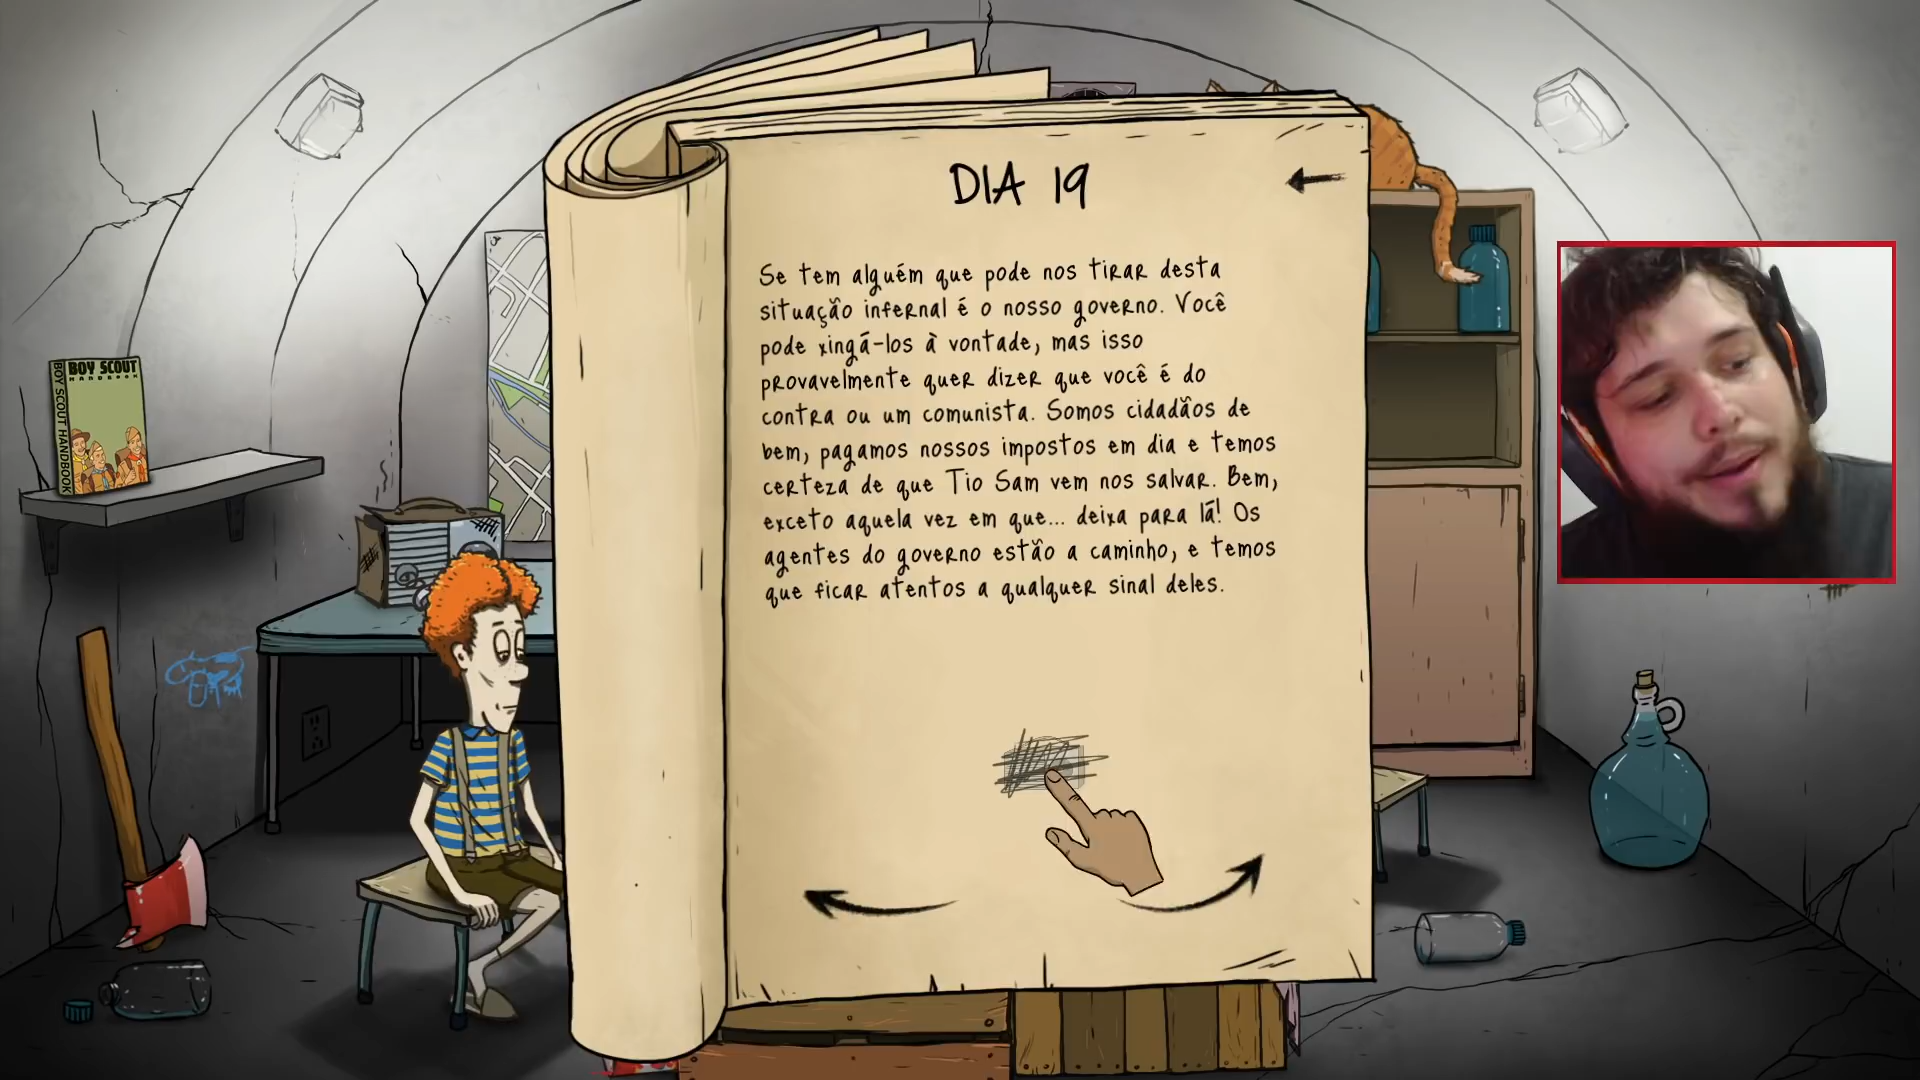 DIA 19
Se tem alguém que pode nos tirar desta
situação infernal é o nosso governo. Você
pode xingá-los à vontade, mas isso
provavelmente quer dizer que você é do
contra ou um comunista. Somos cidadãos de
bem, pagamos nossos impostos em dia e temos
certeza de que Tio Sam vem nos salvar. Bem,
exceto aquela vez em que... deixa para lá! Os
agentes do governo estão a caminho, e temos
que ficar atentos a qualquer sinal deles.
BOY SCOUT
HANDBOOK
BOY SCOUT HANDBOOK